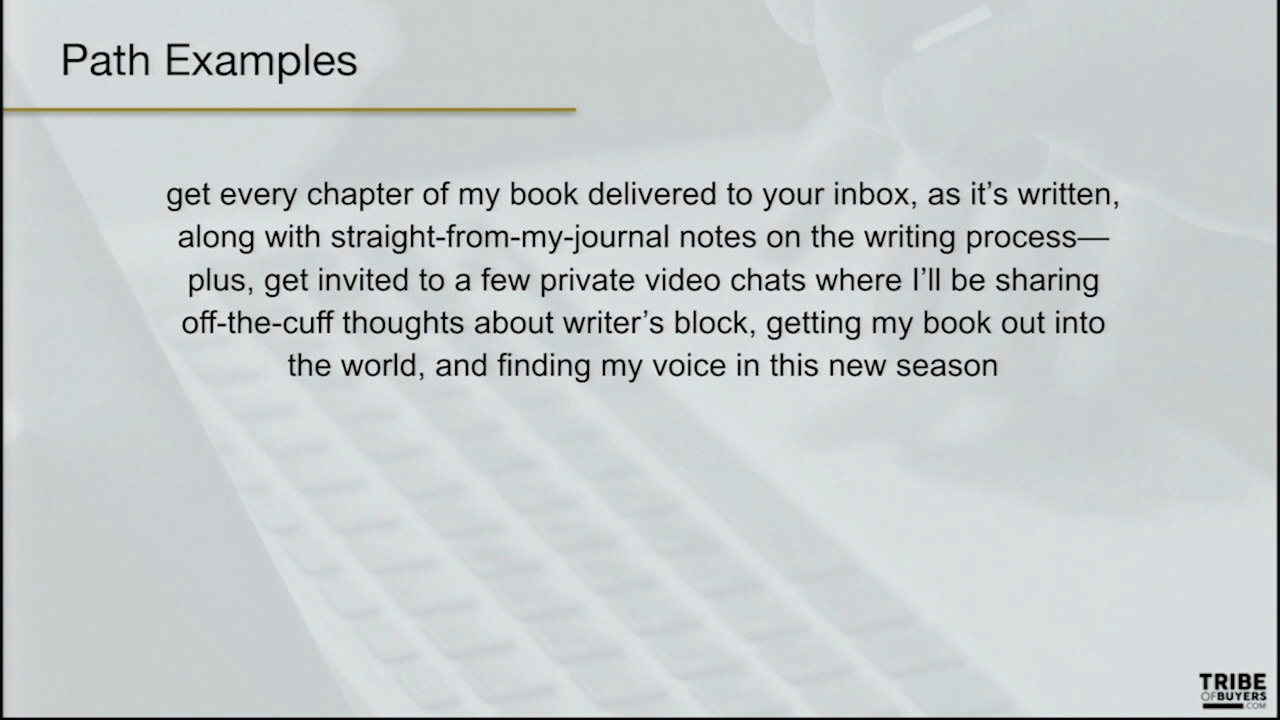 Path Examples
get every chapter of my book delivered to your inbox, as it’s written,
along with straight-from-my-journal notes on the writing process—
plus, get invited to a few private video chats where I’ll be sharing
off-the-cuff thoughts about writer’s block, getting my book out into
the world, and finding my voice in this new season
TRIBE
OFBUYERS
.COM